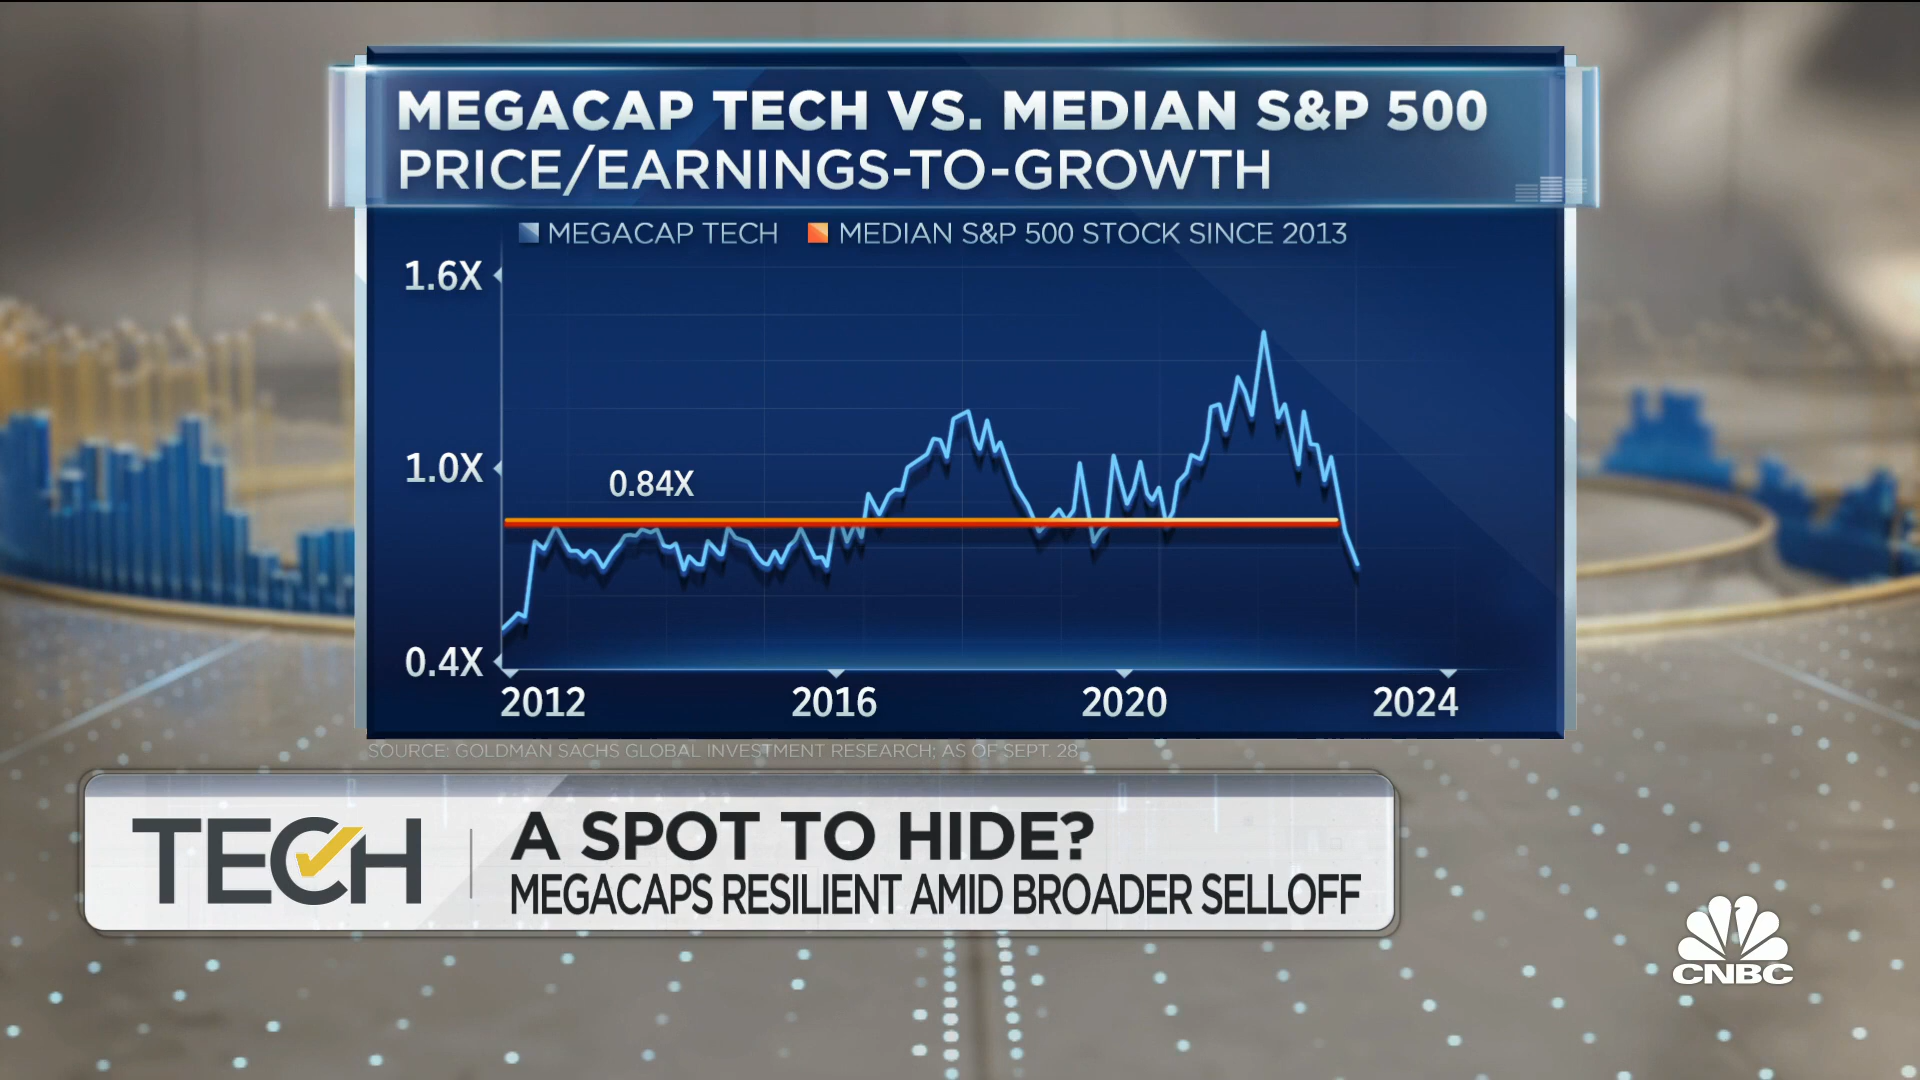 MEGACAP TECH VS. MEDIAN S&P 500
PRICE/EARNINGS-TO-GROWTH
MEGACAP TECH MEDIAN S&P 500 STOCK SINCE 2013
1.6X
1.0X
0.84X
0.4X
2012 2016 2020 2024
SOURCE: GOLDMAN SACHS GLOBAL INVESTMENT RESEARCH; AS OF SEPT. 28
TECH
A SPOT TO HIDE?
MEGACAPS RESILIENT AMID BROADER SELLOFF
CNBC